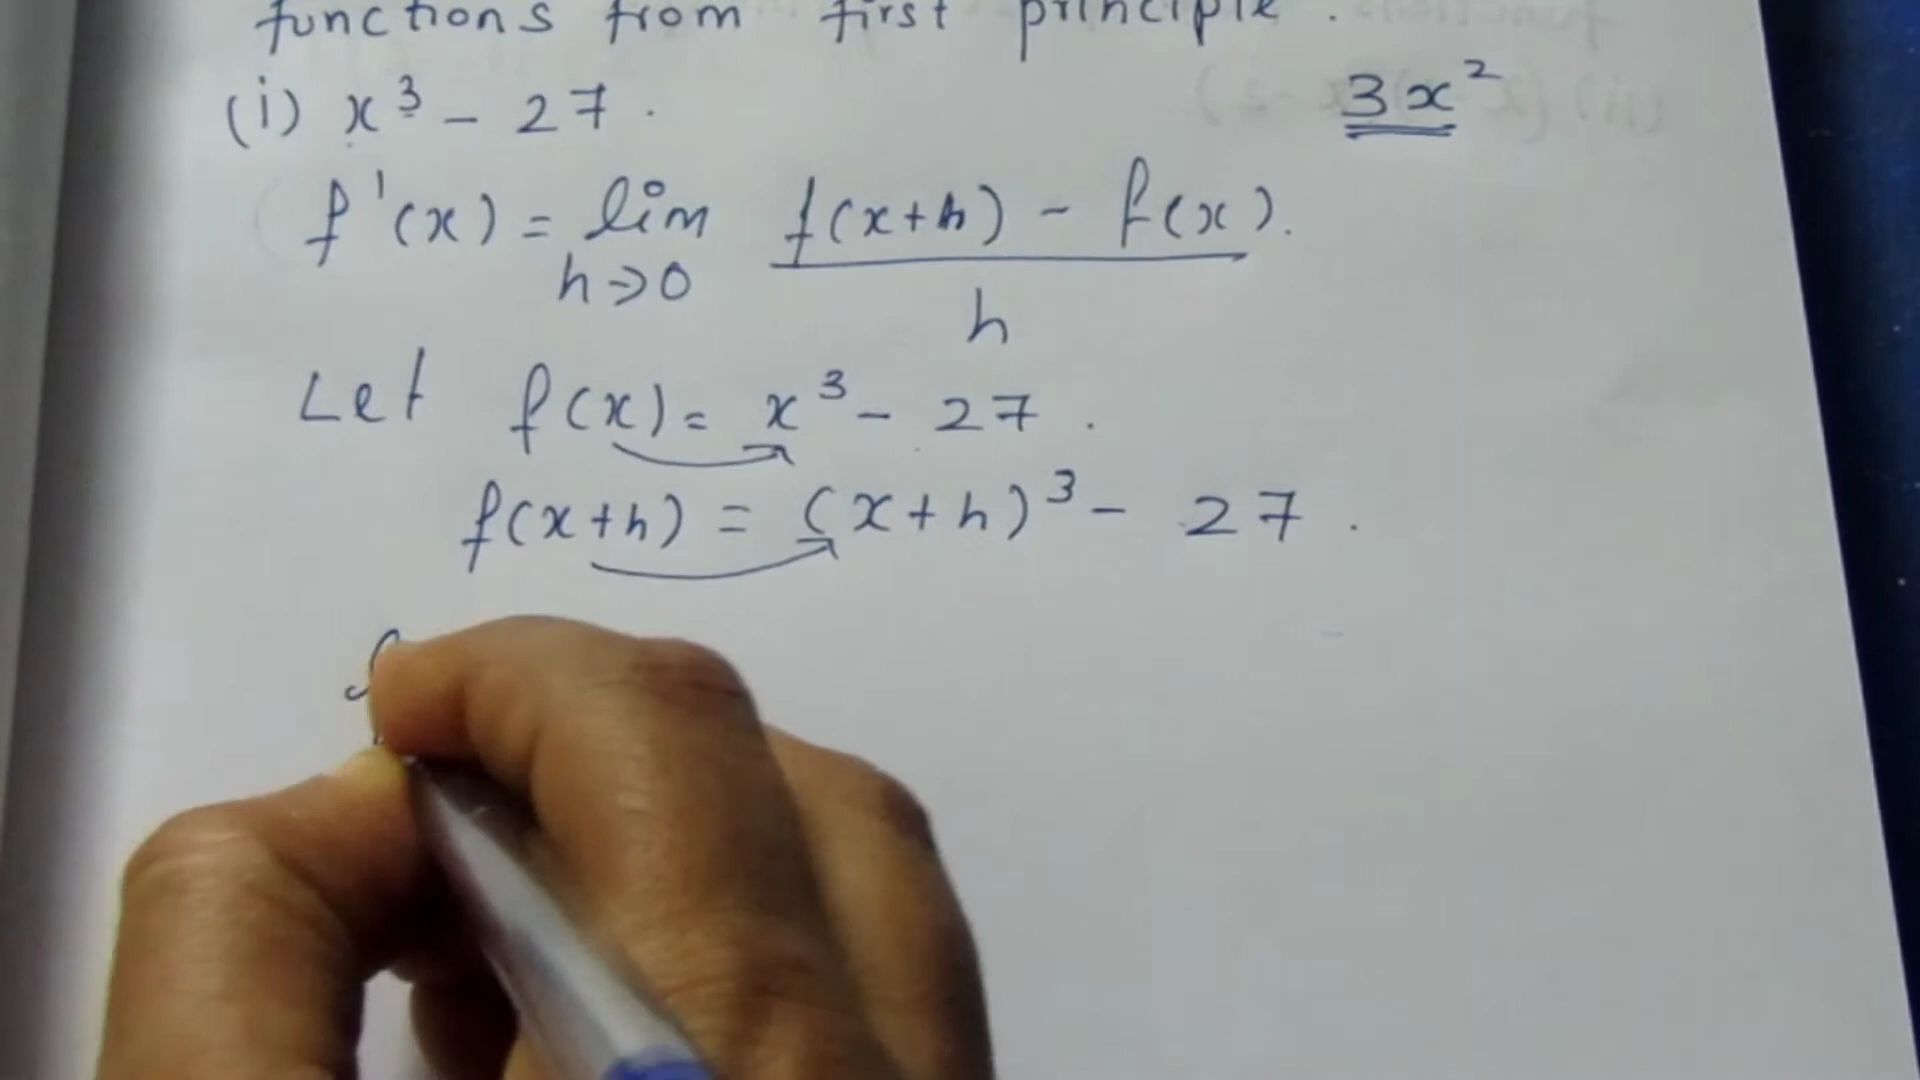 functions from first principle.
(i) x³ - 27. 3x²
f'(x) = lim h→0 f(x+h) - f(x). / h
Let f(x) = x³ - 27.
f(x+h) = (x+h)³ - 27.